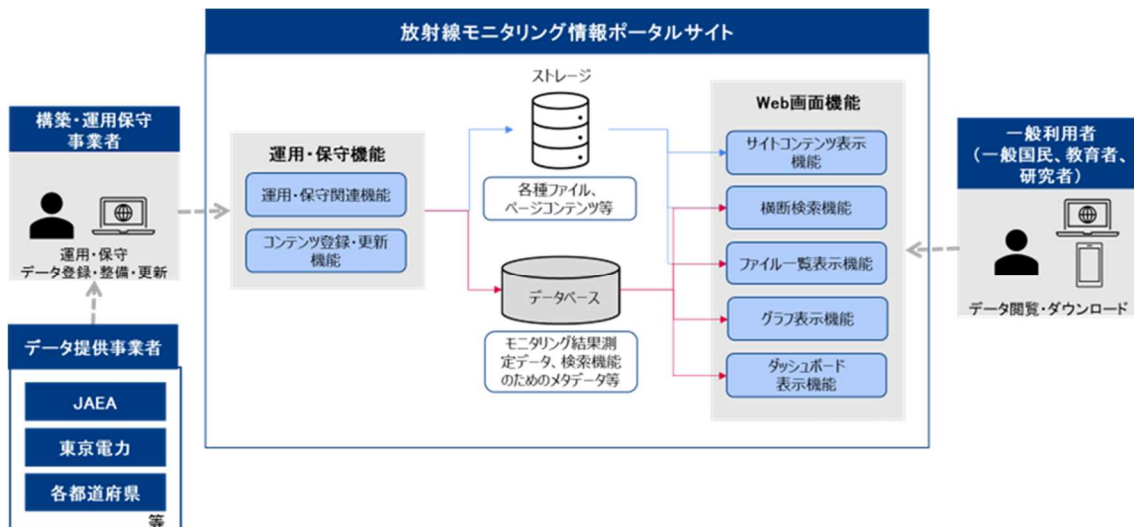 放射線モニタリング情報ポータルサイト
構築・運用保守
事業者
運用・保守
データ登録・整備・更新
データ提供事業者
JAEA
東京電力
各都道府県
等
運用・保守機能
運用・保守関連機能
コンテンツ登録・更新
機能
ストレージ
各種ファイル、
ページコンテンツ等
データベース
モニタリング結果測
定データ、検索機能
のためのメタデータ等
Web画面機能
サイトコンテンツ表示
機能
横断検索機能
ファイル一覧表示機能
グラフ表示機能
ダッシュボード
表示機能
一般利用者
（一般国民、教育者、
研究者）
データ閲覧・ダウンロード